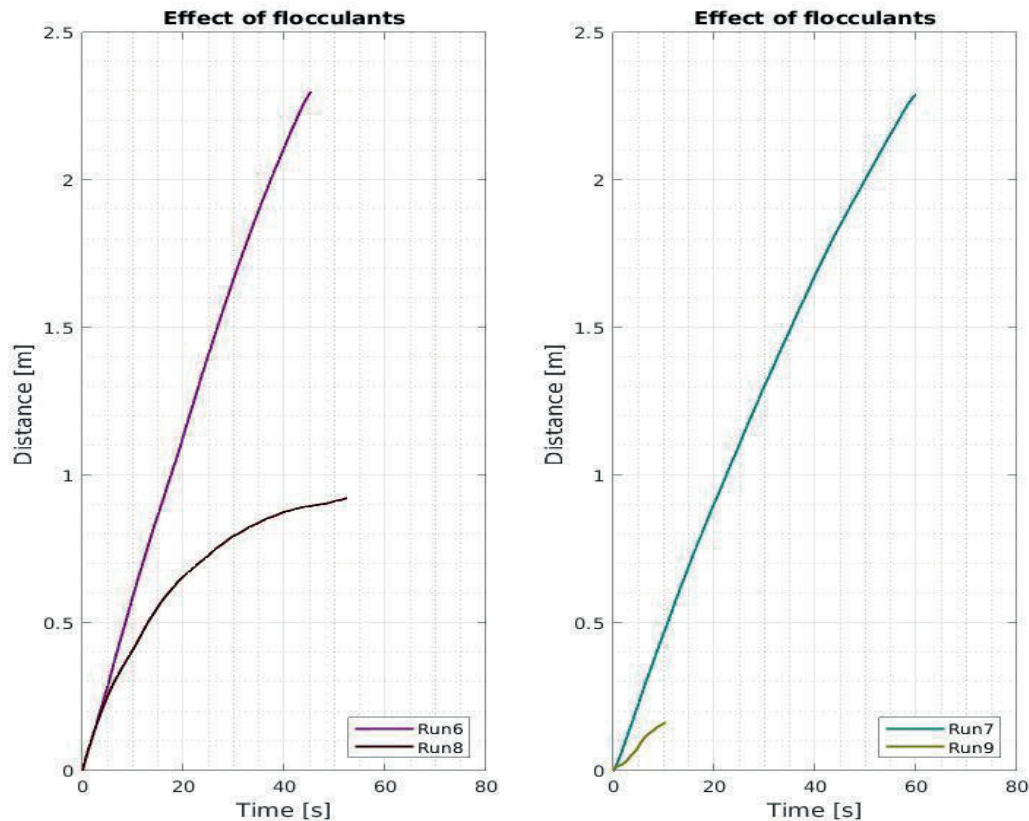 Effect of flocculants
2.5
2
1.5
1
0.5
0
0 20 40 60 80
Distance [m]
Time [s]
Run6
Run8
Effect of flocculants
2.5
2
1.5
1
0.5
0
0 20 40 60 80
Distance [m]
Time [s]
Run7
Run9